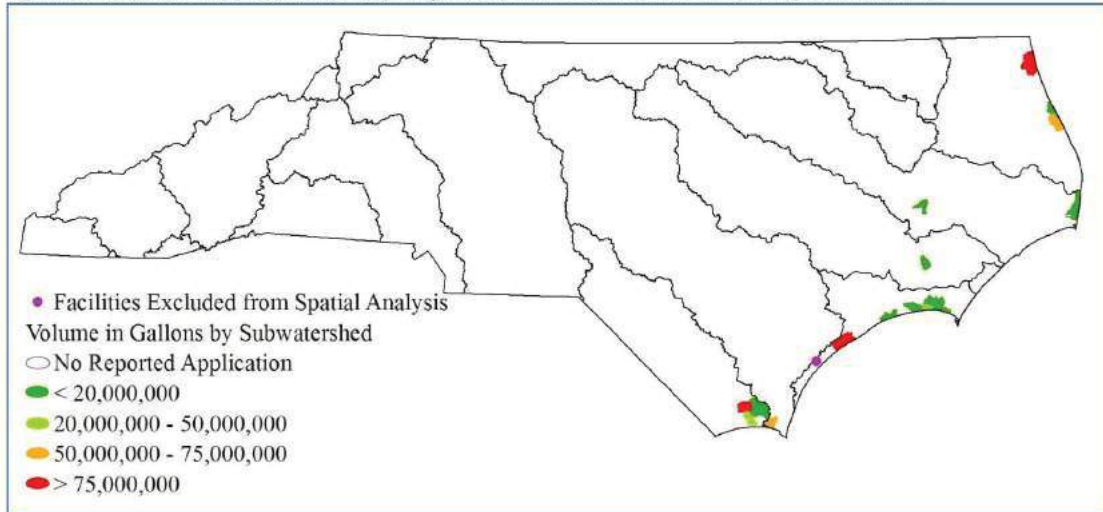 Facilities Excluded from Spatial Analysis
Volume in Gallons by Subwatershed
No Reported Application
< 20,000,000
20,000,000 - 50,000,000
50,000,000 - 75,000,000
> 75,000,000